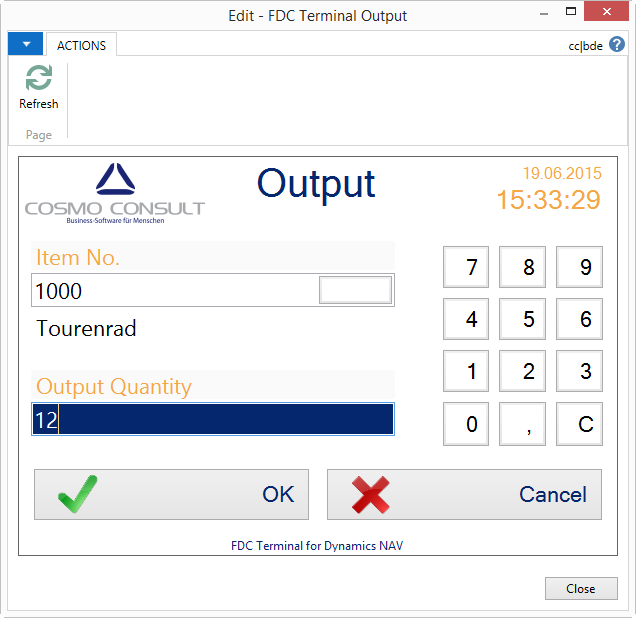 Edit - FDC Terminal Output
ACTIONS
cc|bde
?
Refresh
Page
COSMO CONSULT
Business-Software für Menschen
Output
19.06.2015
15:33:29
Item No.
1000
Tourenrad
Output Quantity
12
7 8 9
4 5 6
1 2 3
0 , C
OK
Cancel
FDC Terminal for Dynamics NAV
Close